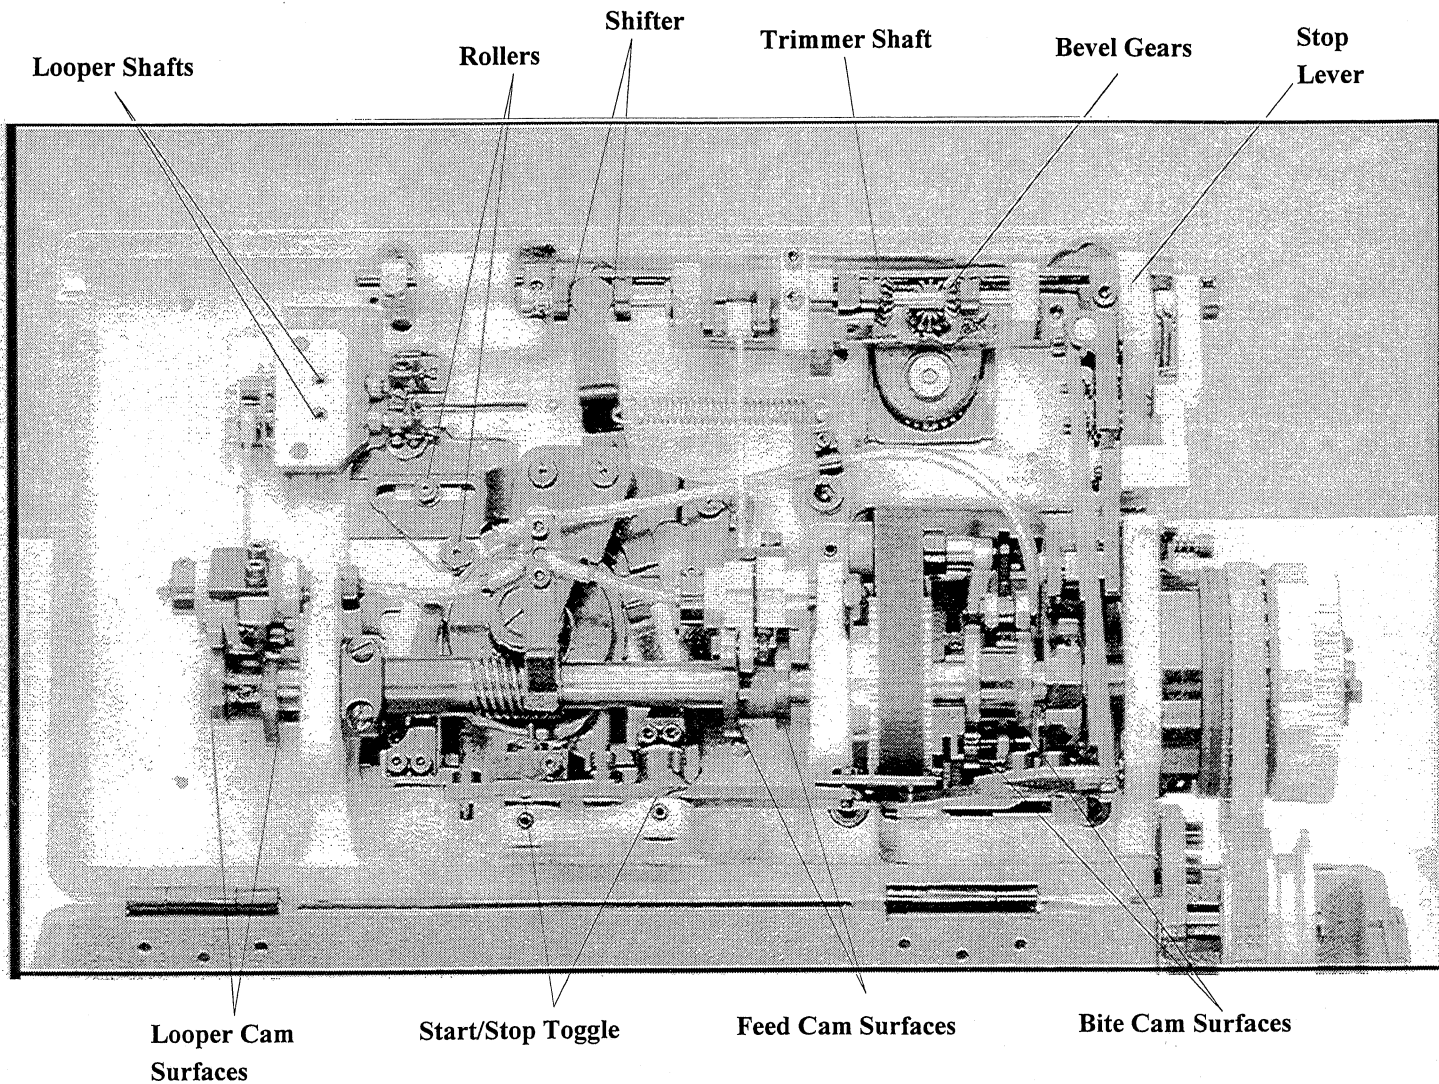 Shifter
Looper Shafts
Rollers
Trimmer Shaft
Bevel Gears
Stop
Lever
Looper Cam
Surfaces
Start/Stop Toggle
Feed Cam Surfaces
Bite Cam Surfaces